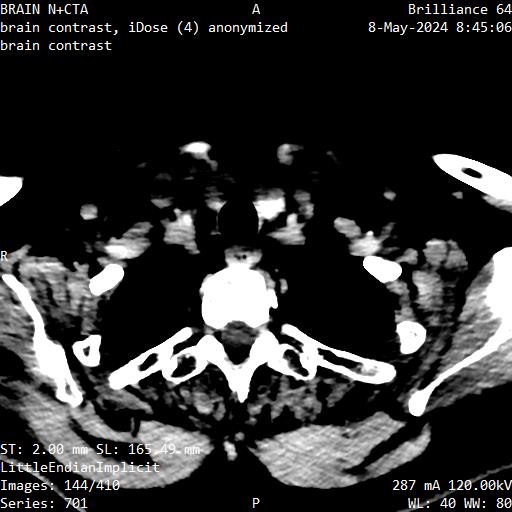 BRAIN N+CTA
A
Brilliance 64
brain contrast, iDose (4) anonymized
8-May-2024 8:45:06
brain contrast
R
ST: 2.00 mm SL: 165.49 mm
LittleEndianImplicit
Images: 144/410
287 mA 120.00kV
Series: 701
P
WL: 40 WW: 80